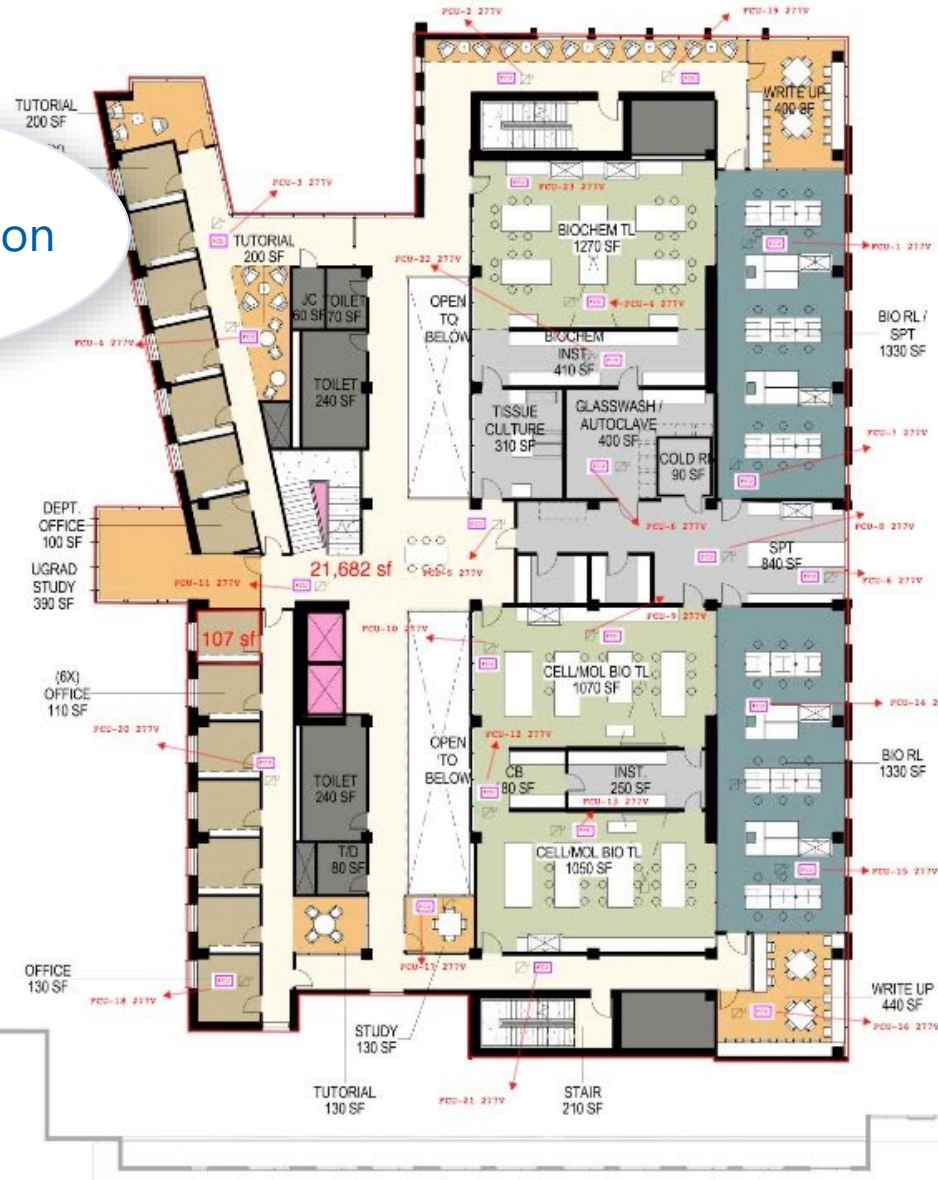 FCU-2 277V
FCU-19 277V
TUTORIAL
200 SF
on
WRITE UP
400 SF
FCU-3 277V
FCU-23 277V
TUTORIAL
200 SF
BIOCHEM TL
1270 SF
FCU-1 277V
FCU-22 277V
JC
60 SF
TOILET
70 SF
OPEN
TO
BELOW
FCU-4 277V
BIO RL /
SPT
1330 SF
FCU-4 277V
BIOCHEM
INST.
410 SF
TOILET
240 SF
TISSUE
CULTURE
310 SF
GLASSWASH /
AUTOCLAVE
400 SF
FCU-7 277V
COLD
90 SF
DEPT.
OFFICE
100 SF
FCU-6 277V
FCU-8 277V
UGRAD
STUDY
390 SF
21,682 sf
FCU-5 277V
SPT
840 SF
FCU-6 277V
FCU-11 277V
FCU-9 277V
107 sf
FCU-10 277V
(6X)
OFFICE
110 SF
CELL/MOL BIO TL
1070 SF
FCU-14 2
FCU-20 277V
FCU-12 277V
OPEN
TO
BELOW
BIO RL
1330 SF
TOILET
240 SF
CB
80 SF
INST.
250 SF
FCU-13 277V
T/D
80 SF
CELL/MOL BIO TL
1050 SF
FCU-15 277V
FCU-17 277V
OFFICE
130 SF
FCU-18 277V
WRITE UP
440 SF
FCU-16 277V
STUDY
130 SF
TUTORIAL
130 SF
FCU-21 277V
STAIR
210 SF